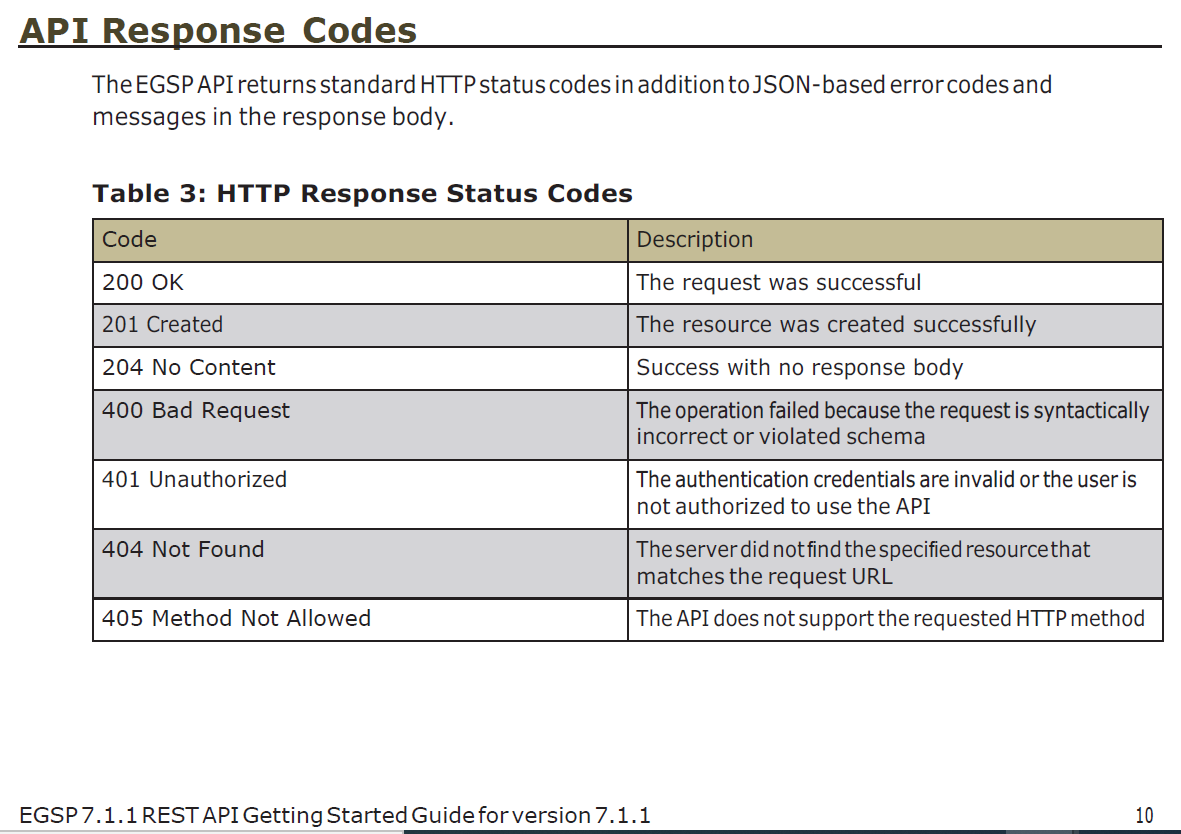 API Response Codes
The EGSP API returns standard HTTP status codes in addition to JSON-based error codes and
messages in the response body.
Table 3: HTTP Response Status Codes
Code Description
200 OK The request was successful
201 Created The resource was created successfully
204 No Content Success with no response body
400 Bad Request The operation failed because the request is syntactically
incorrect or violated schema
401 Unauthorized The authentication credentials are invalid or the user is
not authorized to use the API
404 Not Found The server did not find the specified resource that
matches the request URL
405 Method Not Allowed The API does not support the requested HTTP method
EGSP 7.1.1 REST API Getting Started Guide for version 7.1.1 10